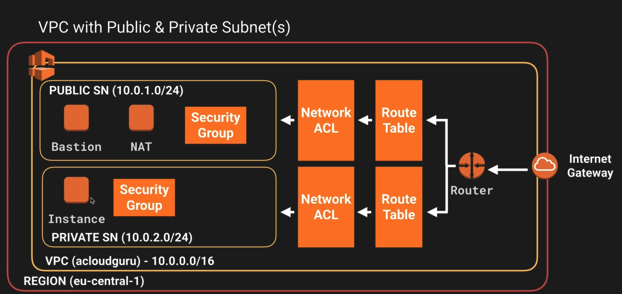 VPC with Public & Private Subnet(s)
PUBLIC SN (10.0.1.0/24)
Bastion
NAT
Security
Group
Network
ACL
Route
Table
Instance
Security
Group
PRIVATE SN (10.0.2.0/24)
Network
ACL
Route
Table
Router
Internet
Gateway
VPC (acloudguru) - 10.0.0.0/16
REGION (eu-central-1)